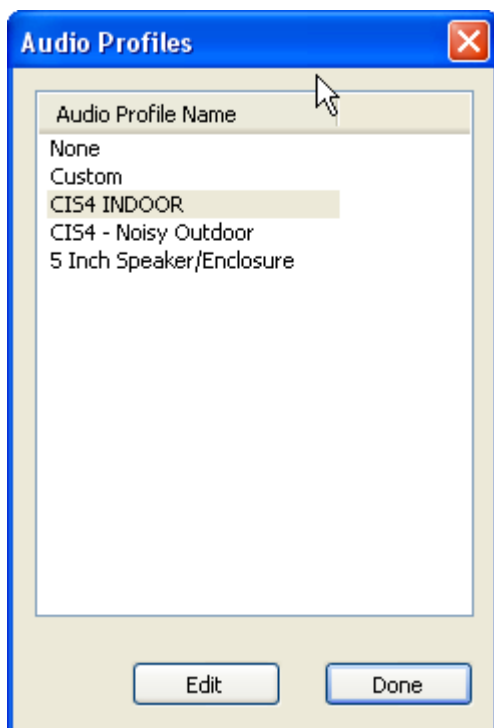 Audio Profiles
Audio Profile Name
None
Custom
CIS4 INDOOR
CIS4 - Noisy Outdoor
5 Inch Speaker/Enclosure
Edit
Done